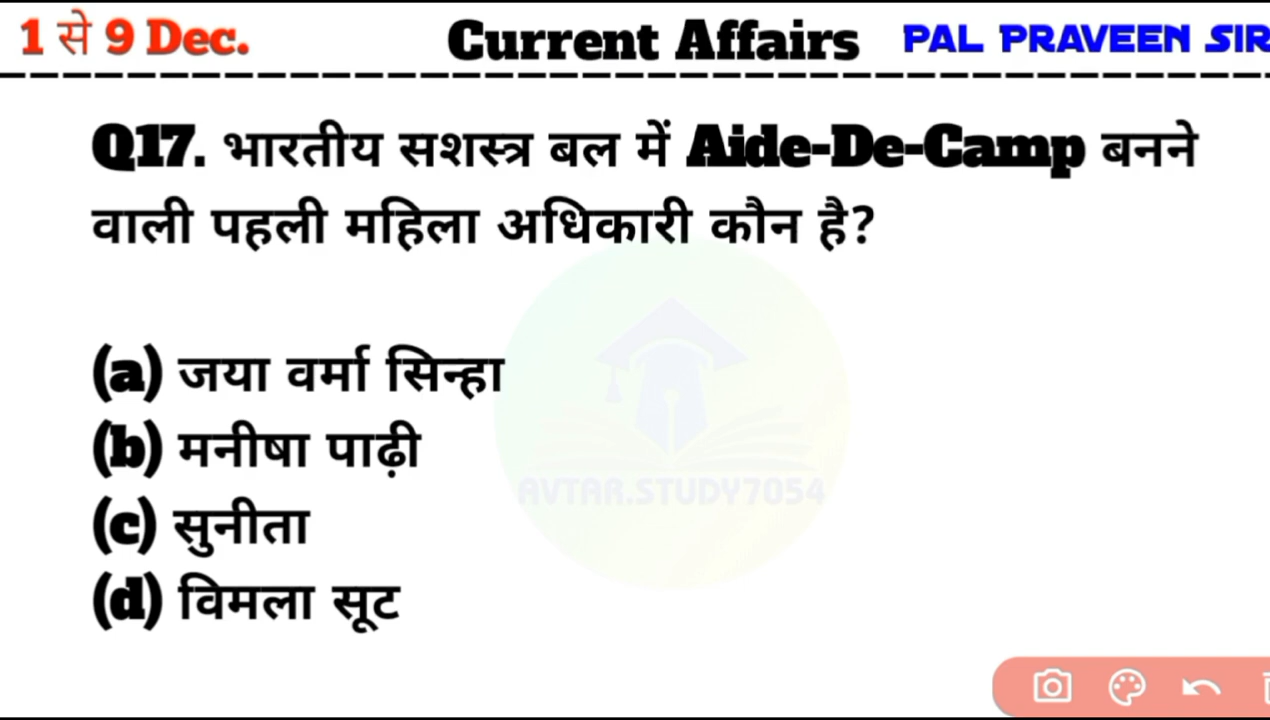 1 से 9 Dec. Current Affairs PAL PRAVEEN SIR
Q17. भारतीय सशस्त्र बल में Aide-De-Camp बनने
वाली पहली महिला अधिकारी कौन है?
(a) जया वर्मा सिन्हा
(b) मनीषा पाढ़ी
(c) सुनीता
(d) विमला सूट
AVTAR.STUDY7054